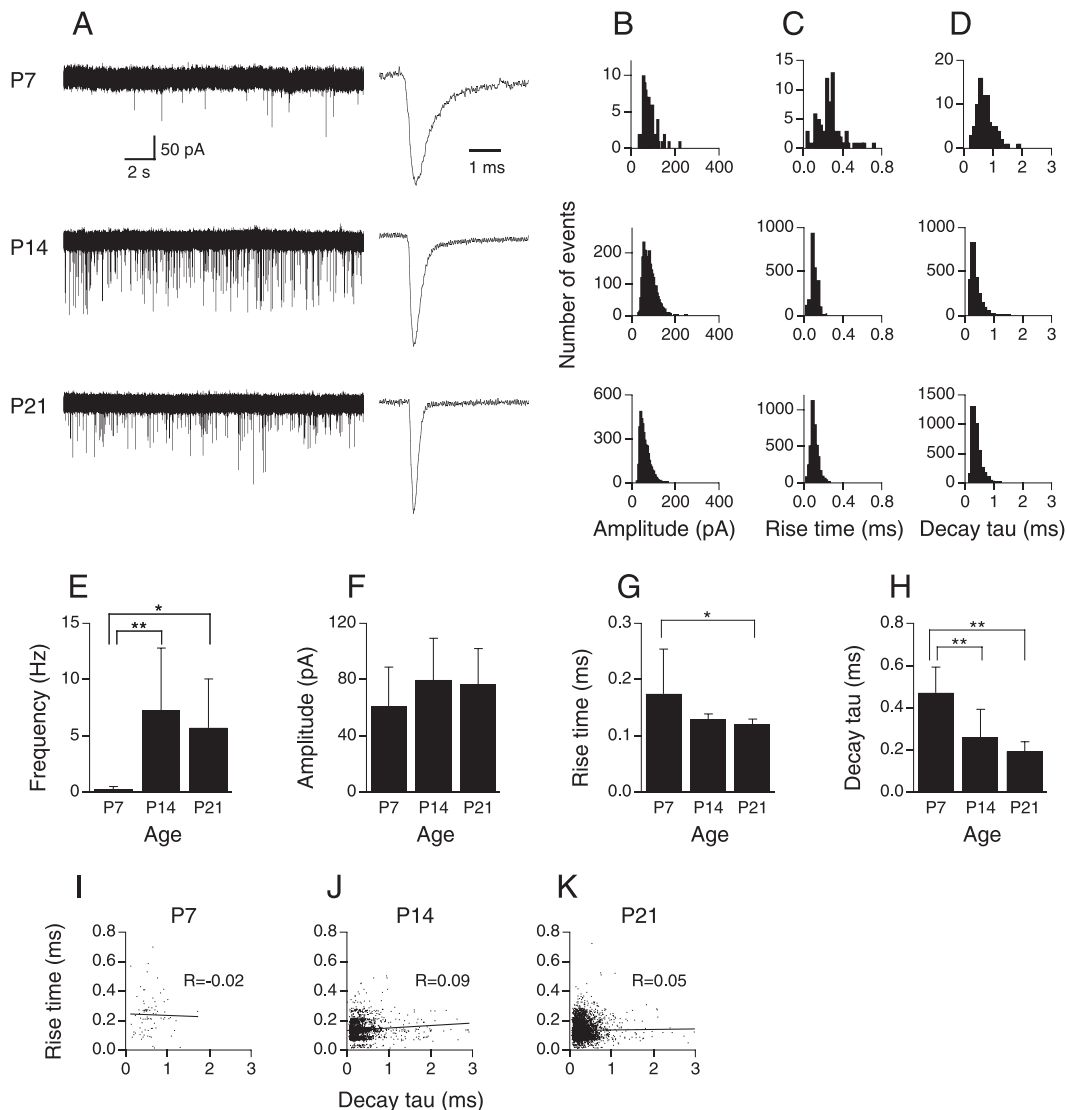 A
B
C
D
P7
50 pA
2 s
1 ms
10
5
0
0 200 400
15
10
5
0
0.0 0.4 0.8
20
10
0
0 1 2 3
P14
Number of events
200
100
0
0 200 400
1000
500
0
0.0 0.4 0.8
1000
500
0
0 1 2 3
P21
600
300
0
0 200 400
Amplitude (pA)
1000
500
0
0.0 0.4 0.8
Rise time (ms)
1500
1000
500
0
0 1 2 3
Decay tau (ms)
E
Frequency (Hz)
15
10
5
0
*
**
P7 P14 P21
Age
F
Amplitude (pA)
120
80
40
0
P7 P14 P21
Age
G
Rise time (ms)
0.3
0.2
0.1
0.0
*
P7 P14 P21
Age
H
Decay tau (ms)
0.8
0.6
0.4
0.2
0.0
**
**
P7 P14 P21
Age
I
P7
Rise time (ms)
0.8
0.6
0.4
0.2
0.0
R=-0.02
0 1 2 3
J
P14
0.8
0.6
0.4
0.2
0.0
R=0.09
0 1 2 3
Decay tau (ms)
K
P21
0.8
0.6
0.4
0.2
0.0
R=0.05
0 1 2 3